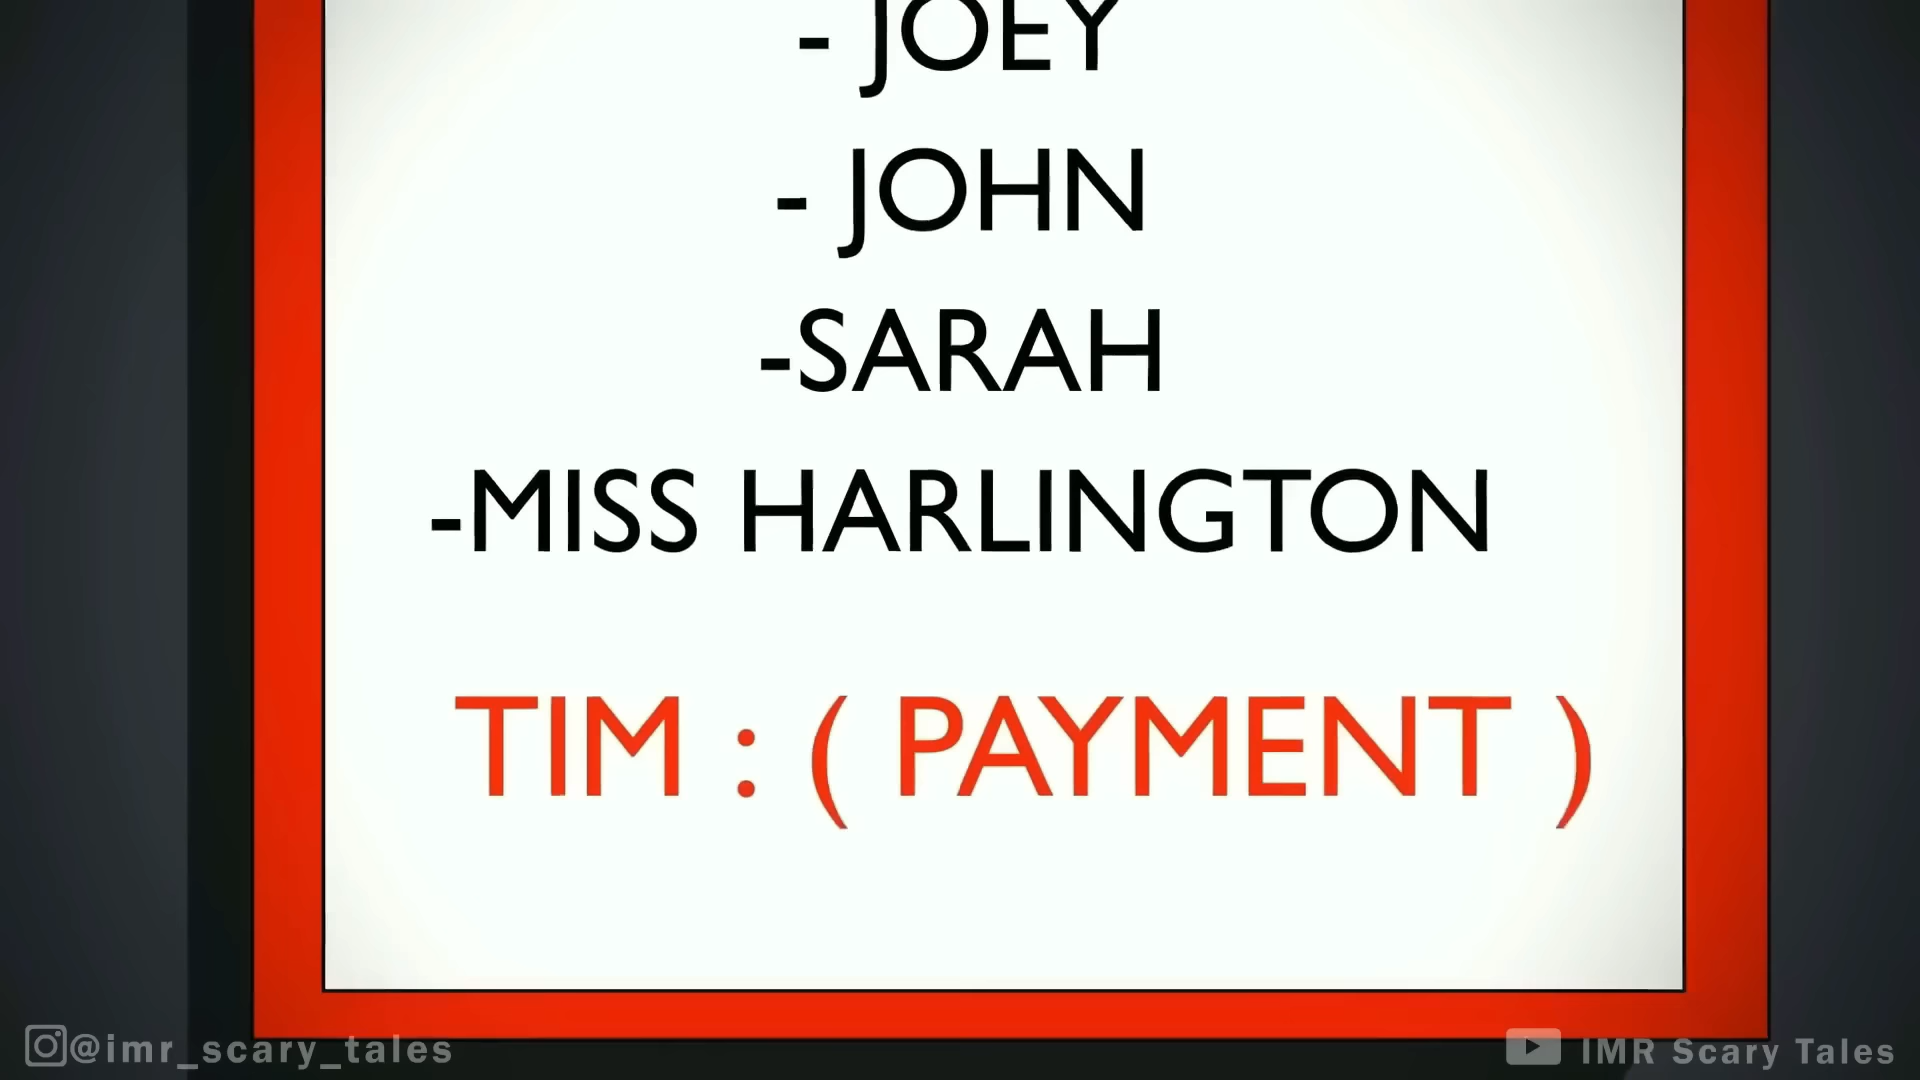 - JOEY
- JOHN
-SARAH
-MISS HARLINGTON
TIM : ( PAYMENT )
@imr_scary_tales
IMR Scary Tales